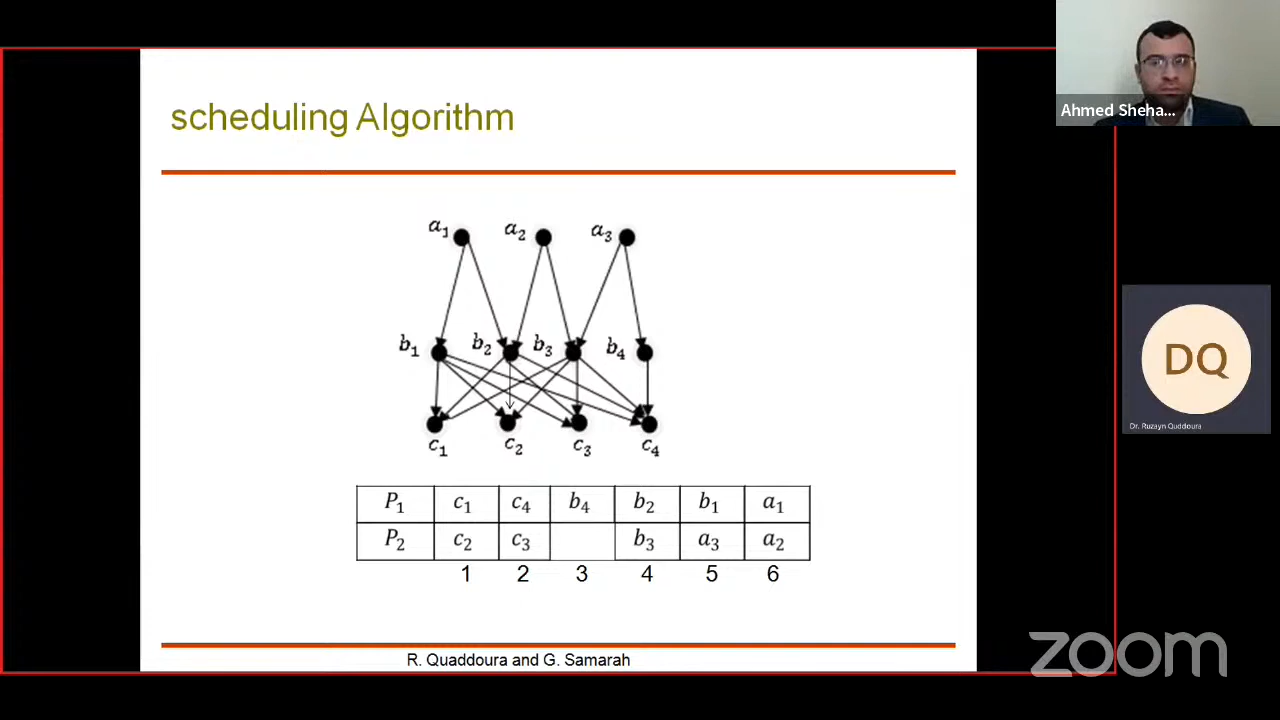 scheduling Algorithm
Ahmed Sheha...
a₁ a₂ a₃
b₁ b₂ b₃ b₄
c₁ c₂ c₃ c₄
P₁ c₁ c₄ b₄ b₂ b₁ a₁
P₂ c₂ c₃ b₃ a₃ a₂
1 2 3 4 5 6
DQ
Dr. Ruzayn Quddoura
R. Quaddoura and G. Samarah
zoom